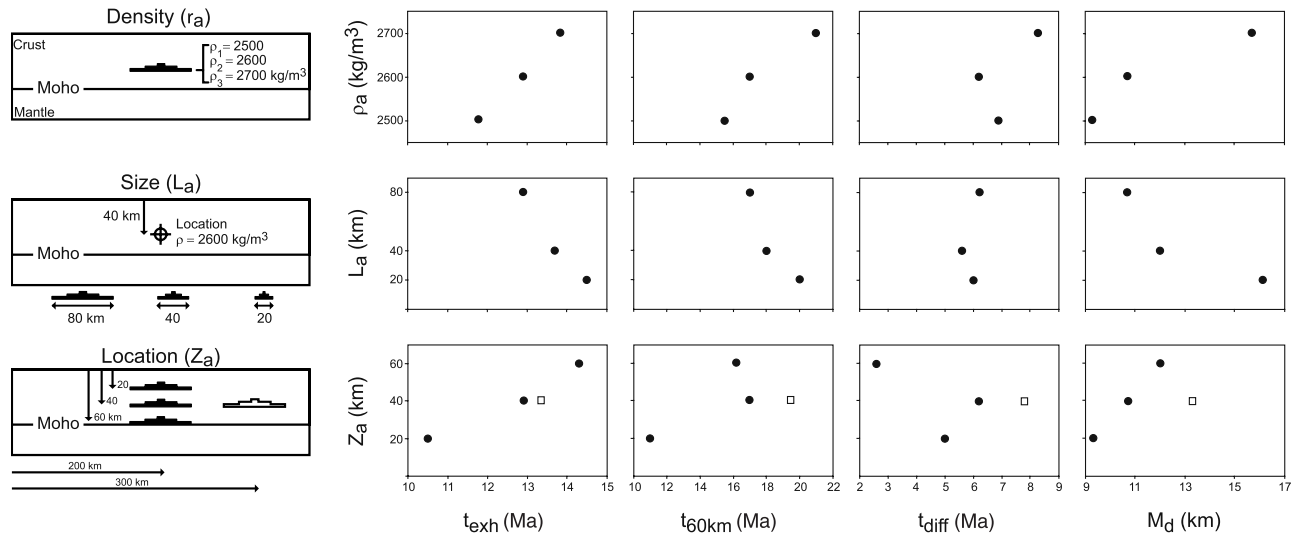 Density (ra)
Crust
ρ1 = 2500
ρ2 = 2600
ρ3 = 2700 kg/m3
Moho
Mantle
ρa (kg/m3)
2700
2600
2500
Size (La)
40 km
Location
ρ = 2600 kg/m3
Moho
80 km
40
20
La (km)
80
40
20
Location (Za)
20
40
60 km
Moho
200 km
300 km
Za (km)
60
40
20
10 11 12 13 14 15
10 12 14 16 18 20 22
2 3 4 5 6 7 8 9
9 11 13 15 17
texh (Ma)
t60km (Ma)
tdiff (Ma)
Md (km)